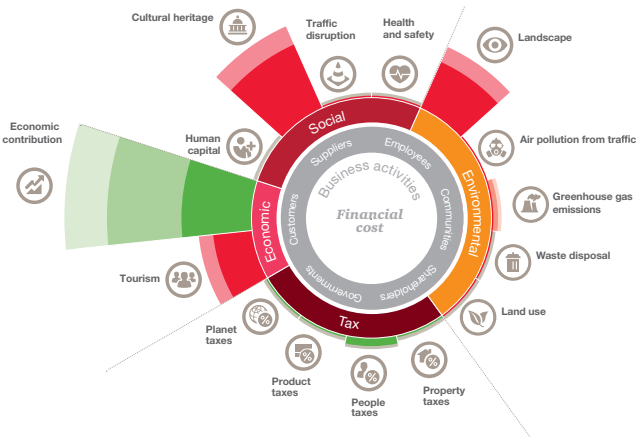 Cultural heritage
Traffic
disruption
Health
and safety
Landscape
Economic
contribution
Human
capital
Air pollution from traffic
Greenhouse gas
emissions
Waste disposal
Land use
Tourism
Planet
taxes
Product
taxes
People
taxes
Property
taxes
Social
Environmental
Tax
Economic
Suppliers
Employees
Communities
Shareholders
Governments
Customers
Business activities
Financial
cost